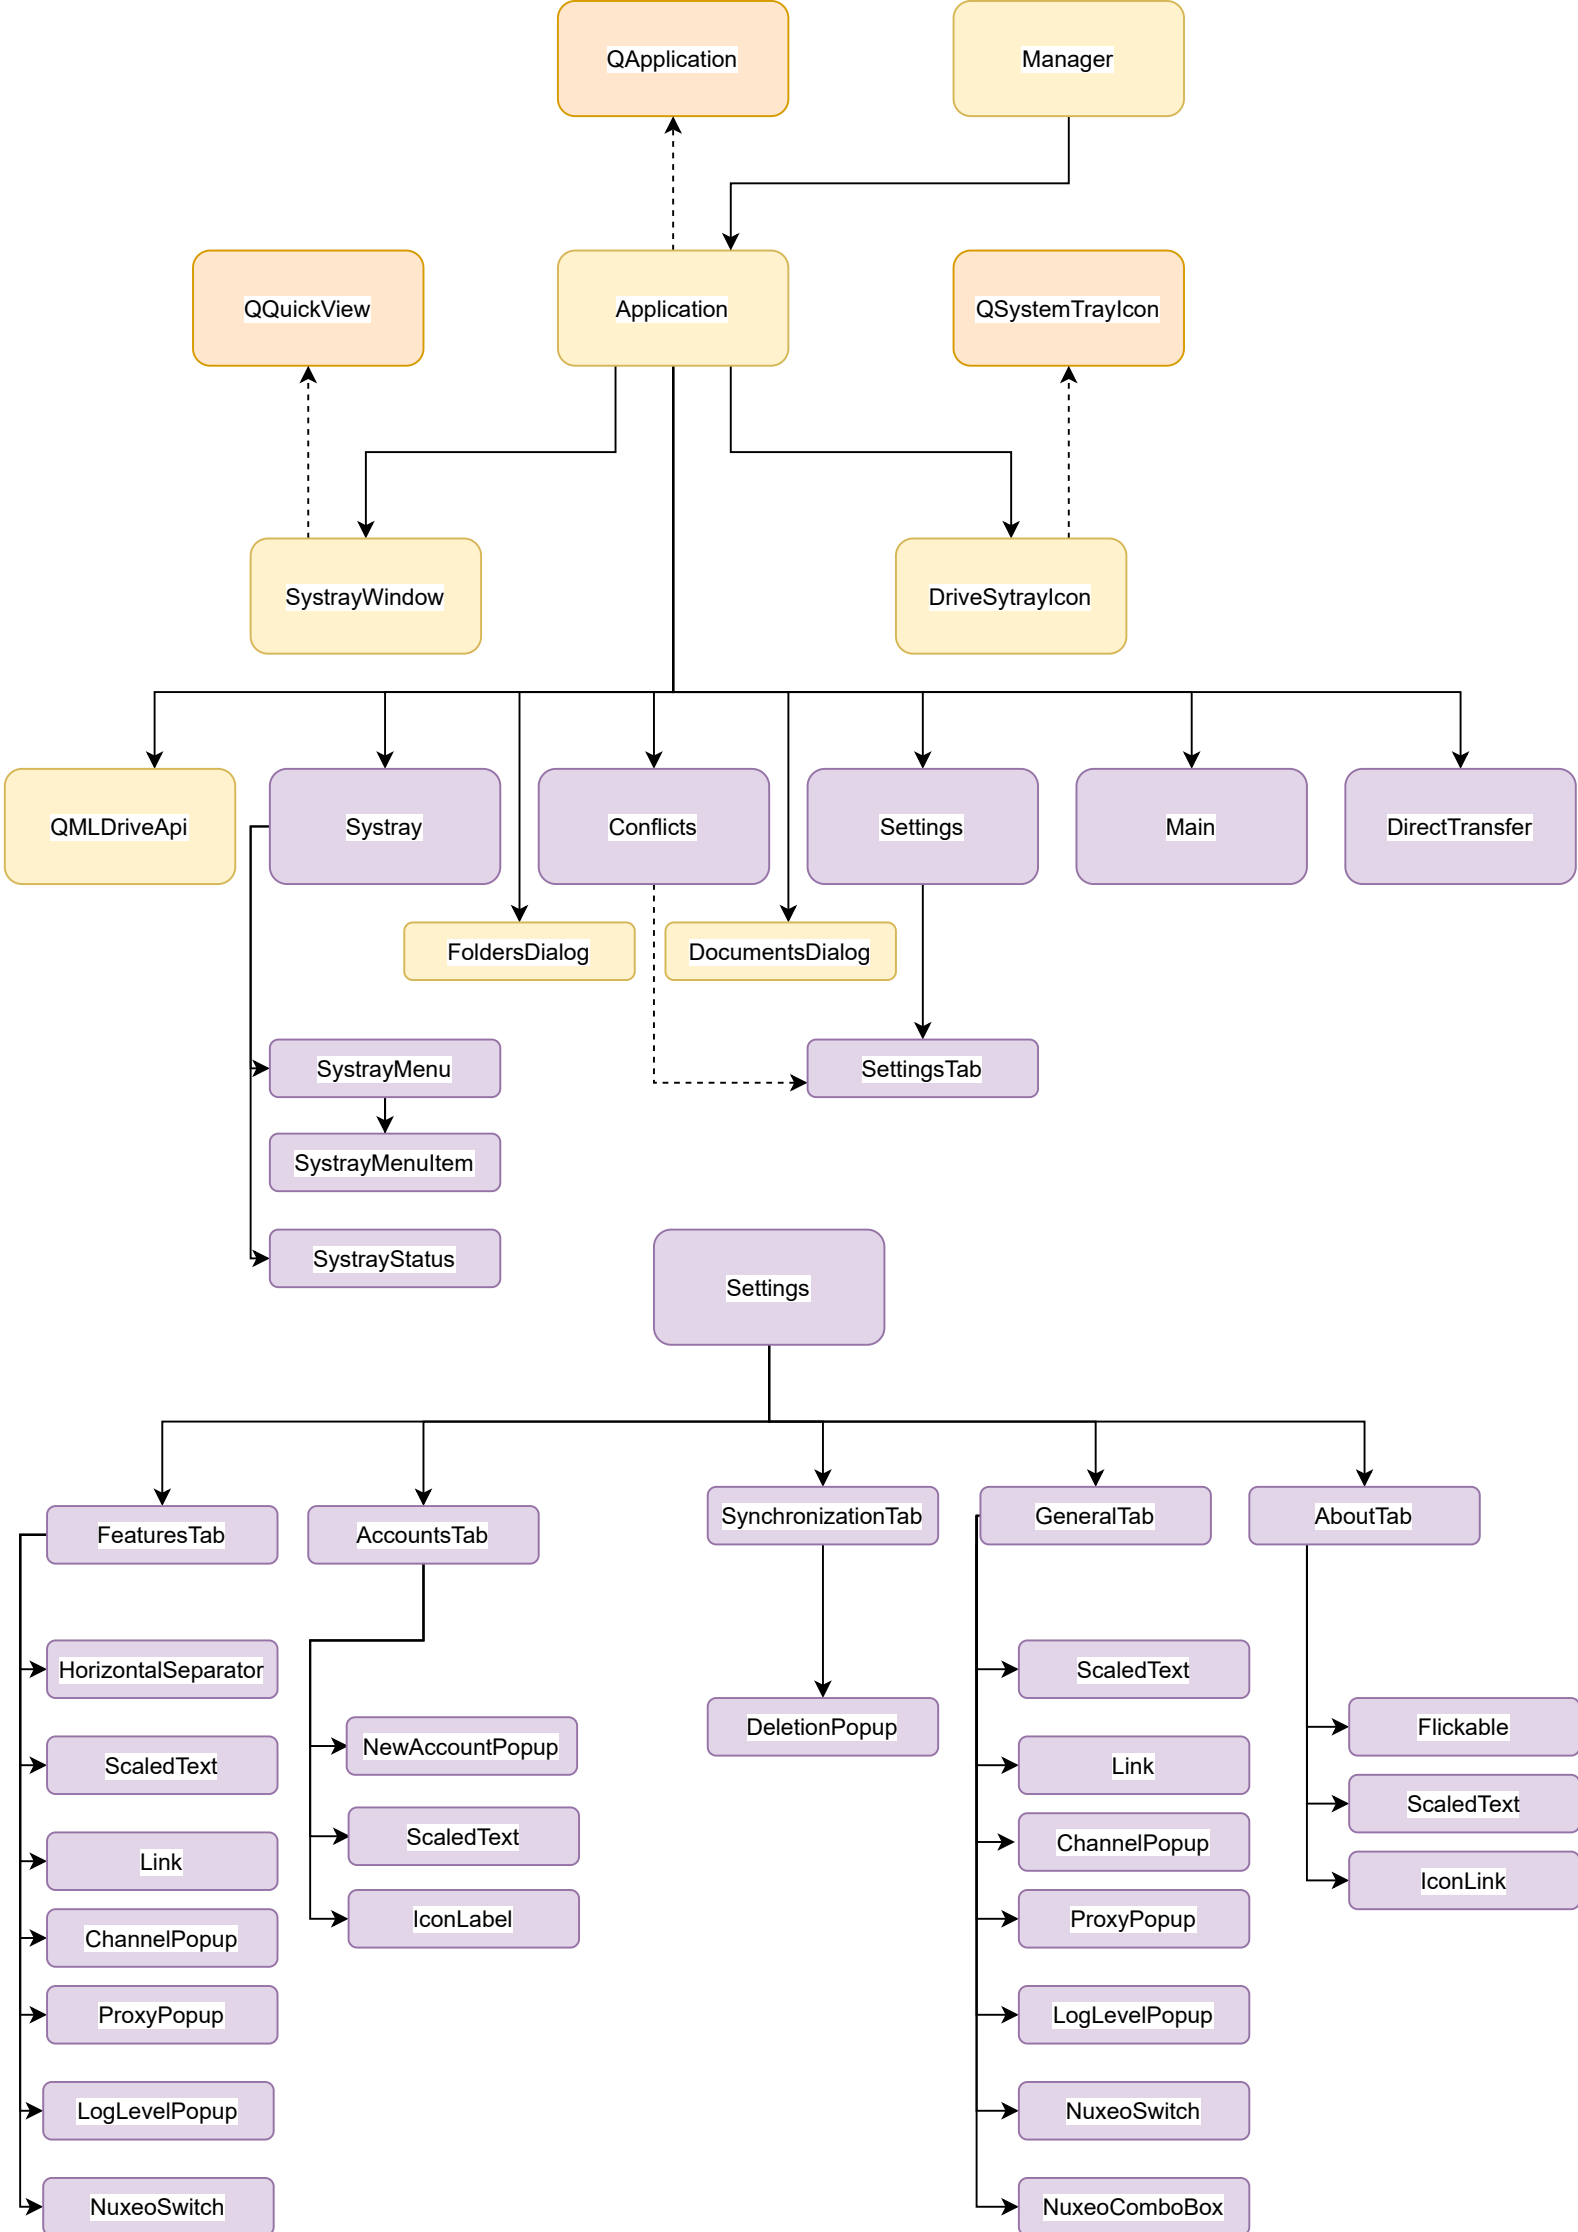 QApplication
Manager
QQuickView
Application
QSystemTrayIcon
SystrayWindow
DriveSytrayIcon
QMLDriveApi
Systray
Conflicts
Settings
Main
DirectTransfer
FoldersDialog
DocumentsDialog
SystrayMenu
SettingsTab
SystrayMenuItem
SystrayStatus
Settings
FeaturesTab
AccountsTab
SynchronizationTab
GeneralTab
AboutTab
HorizontalSeparator
ScaledText
Link
ChannelPopup
ProxyPopup
LogLevelPopup
NuxeoSwitch
NewAccountPopup
ScaledText
IconLabel
DeletionPopup
ScaledText
Link
ChannelPopup
ProxyPopup
LogLevelPopup
NuxeoSwitch
NuxeoComboBox
Flickable
ScaledText
IconLink